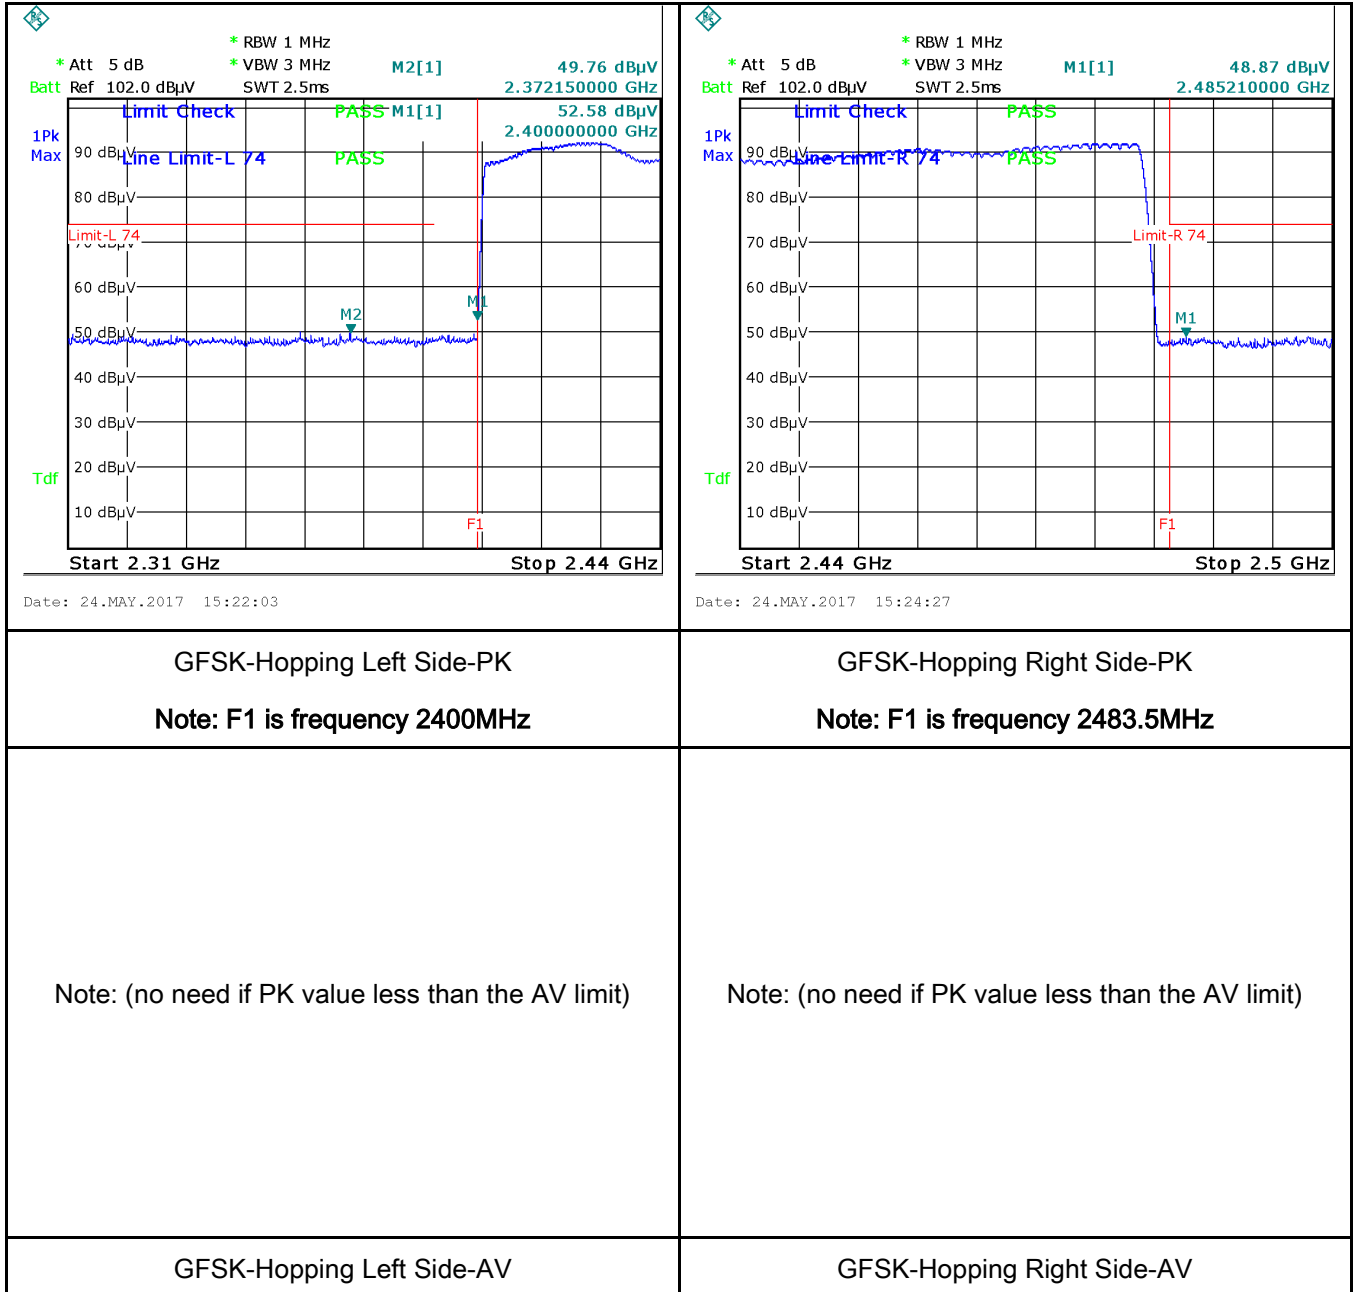 * RBW 1 MHz
* Att 5 dB * VBW 3 MHz M2[1] 49.76 dBµV
Batt Ref 102.0 dBµV SWT 2.5ms 2.372150000 GHz
Limit Check PASS M1[1] 52.58 dBµV
2.400000000 GHz
1Pk
Max
90 dBµV
Line Limit-L 74 PASS
80 dBµV
Limit-L 74
70 dBµV
60 dBµV
M1
M2
50 dBµV
40 dBµV
30 dBµV
20 dBµV
Tdf
10 dBµV
F1
Start 2.31 GHz Stop 2.44 GHz
Date: 24.MAY.2017 15:22:03
* RBW 1 MHz
* Att 5 dB * VBW 3 MHz M1[1] 48.87 dBµV
Batt Ref 102.0 dBµV SWT 2.5ms 2.485210000 GHz
Limit Check PASS
1Pk
Max
90 dBµV
Line Limit-R 74 PASS
80 dBµV
Limit-R 74
70 dBµV
60 dBµV
M1
50 dBµV
40 dBµV
30 dBµV
20 dBµV
Tdf
10 dBµV
F1
Start 2.44 GHz Stop 2.5 GHz
Date: 24.MAY.2017 15:24:27
GFSK-Hopping Left Side-PK
Note: F1 is frequency 2400MHz
GFSK-Hopping Right Side-PK
Note: F1 is frequency 2483.5MHz
Note: (no need if PK value less than the AV limit)
Note: (no need if PK value less than the AV limit)
GFSK-Hopping Left Side-AV
GFSK-Hopping Right Side-AV